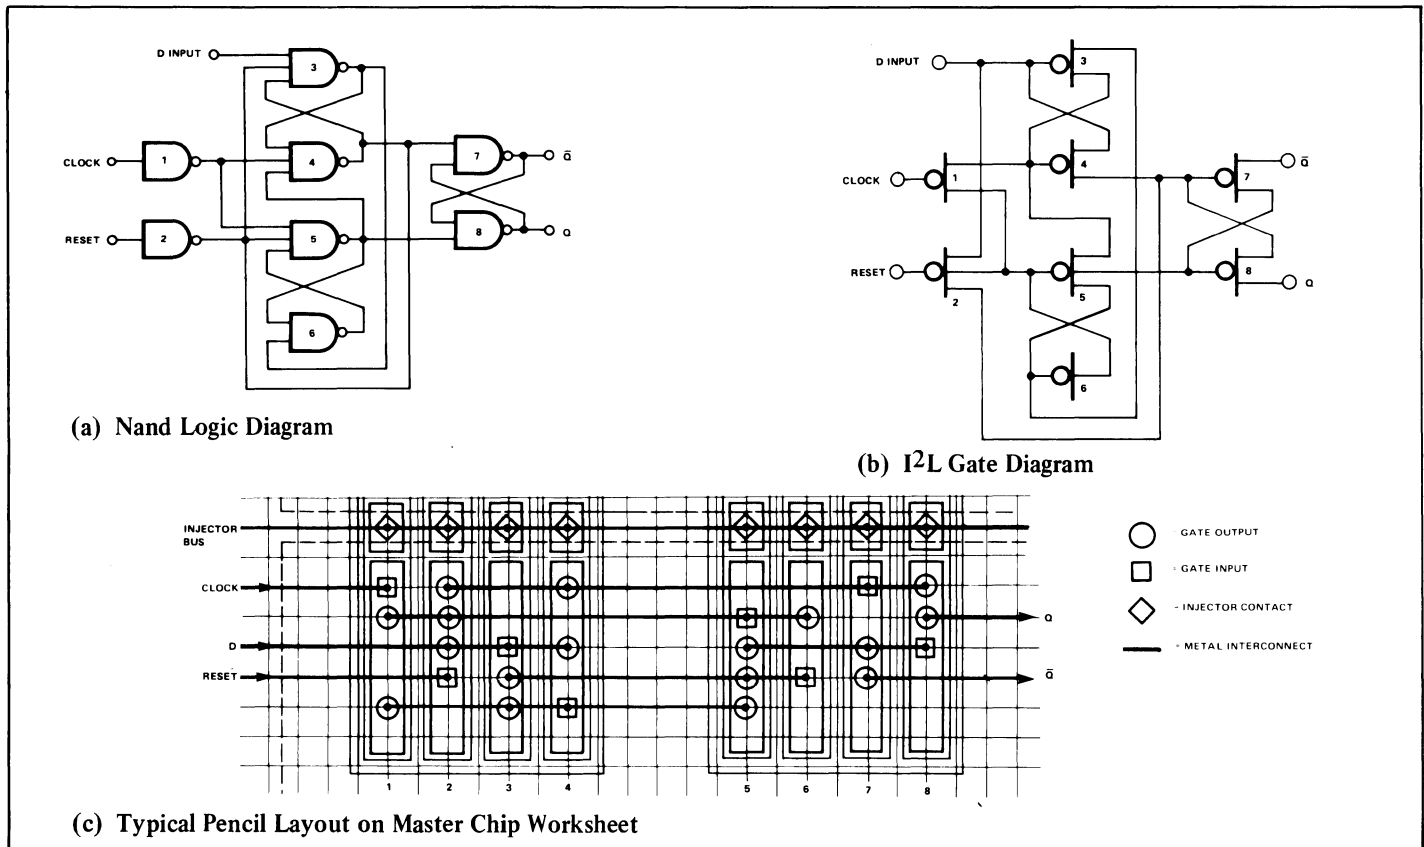 D INPUT
3
CLOCK
1
4
7
Q̄
RESET
2
5
8
Q
6
(a) Nand Logic Diagram
D INPUT
3
4
CLOCK
1
7
Q̄
RESET
2
5
8
Q
6
(b) I²L Gate Diagram
INJECTOR
BUS
CLOCK
D
RESET
Q
Q̄
1 2 3 4 5 6 7 8
- GATE OUTPUT
- GATE INPUT
- INJECTOR CONTACT
- METAL INTERCONNECT
(c) Typical Pencil Layout on Master Chip Worksheet